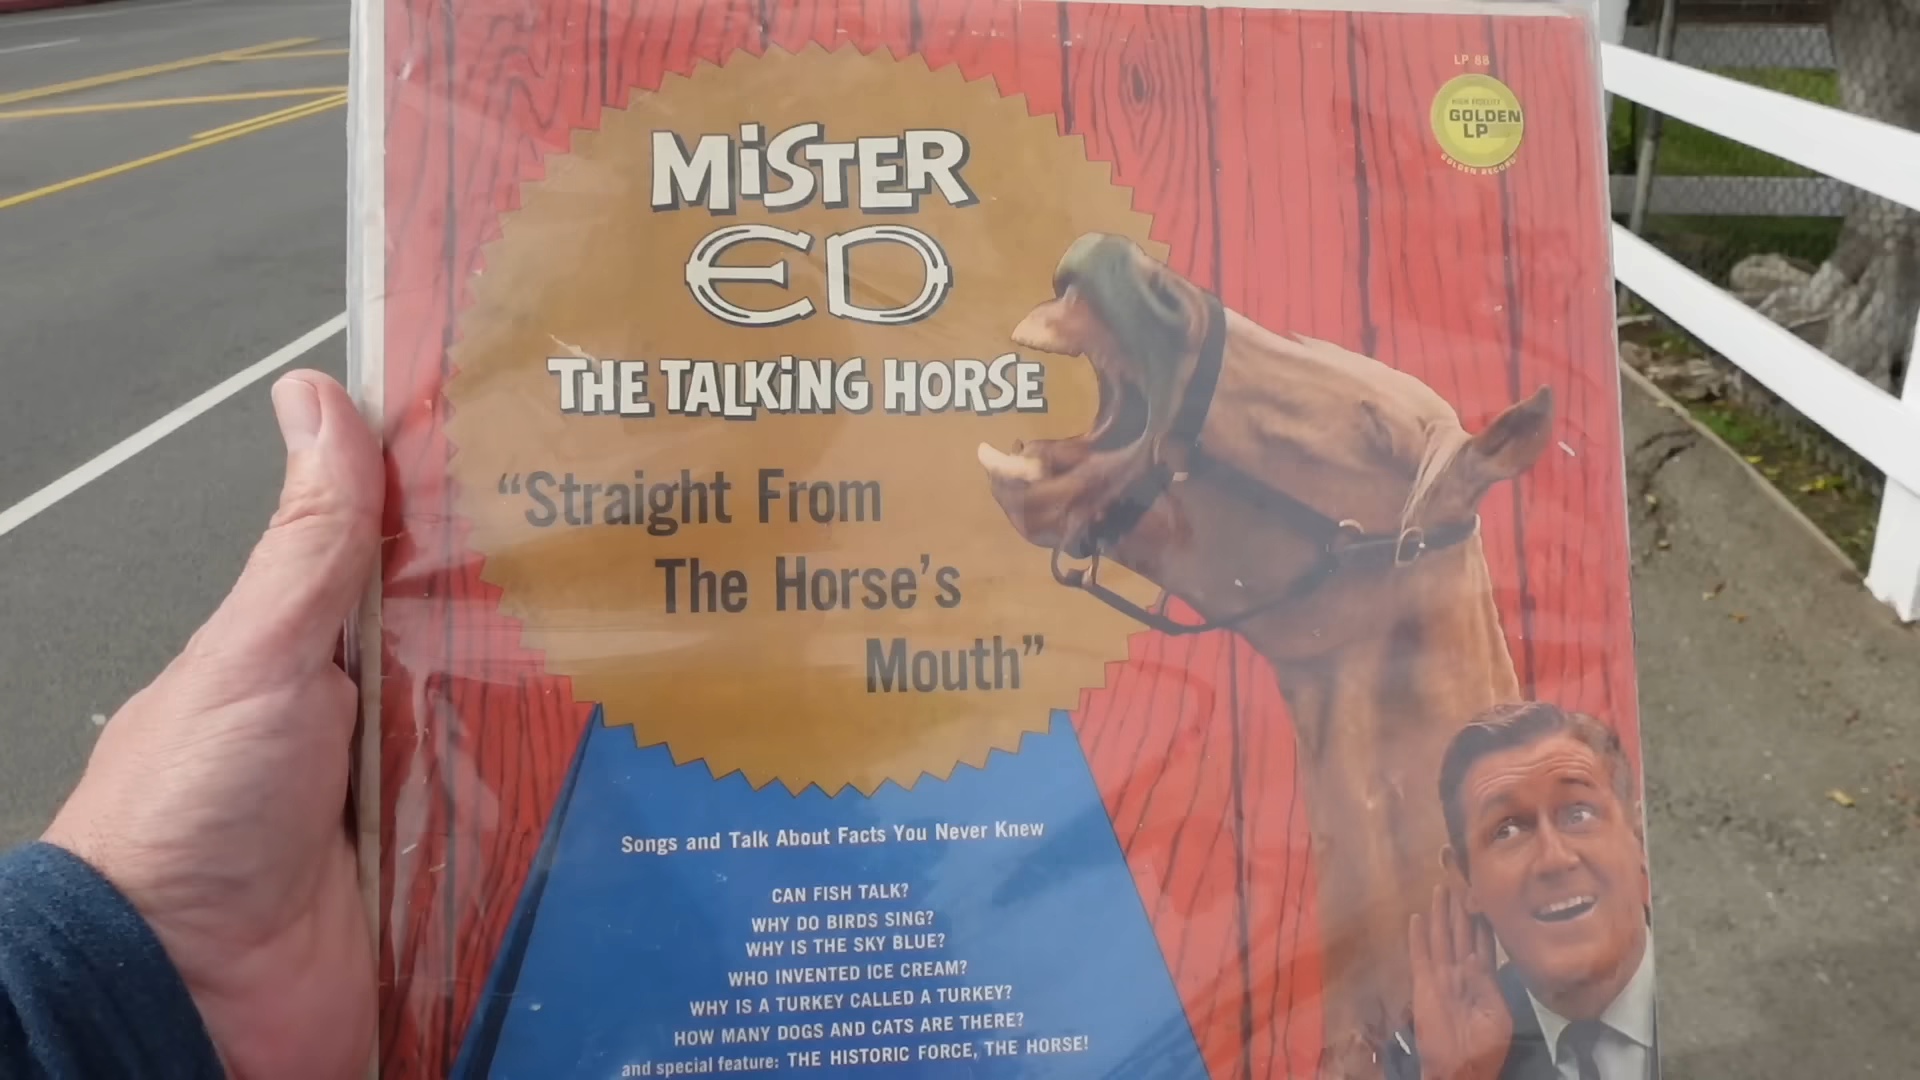 LP 88
HIGH FIDELITY
GOLDEN
LP
GOLDEN RECORD
MiSTER
ED
THE TALKiNG HORSE
“Straight From
The Horse’s
Mouth”
Songs and Talk About Facts You Never Knew
CAN FISH TALK?
WHY DO BIRDS SING?
WHY IS THE SKY BLUE?
WHO INVENTED ICE CREAM?
WHY IS A TURKEY CALLED A TURKEY?
HOW MANY DOGS AND CATS ARE THERE?
and special feature: THE HISTORIC FORCE, THE HORSE!